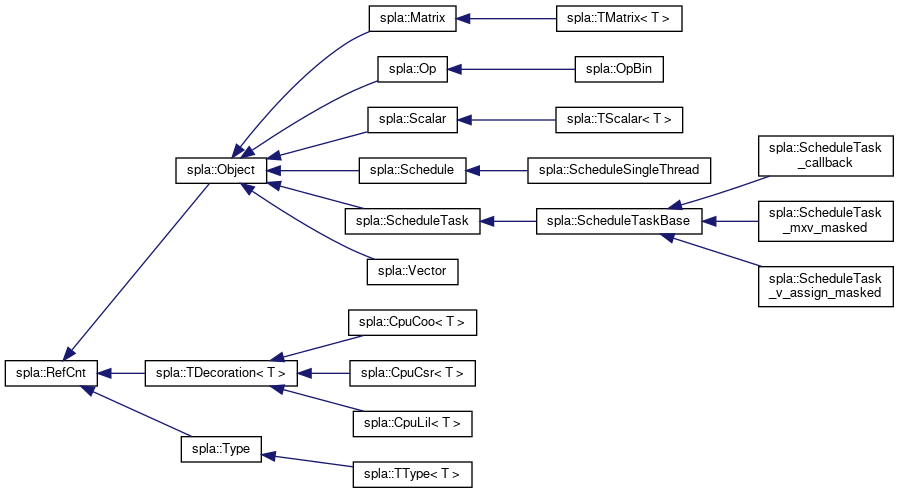 spla::Matrix
spla::TMatrix< T >
spla::Op
spla::OpBin
spla::Scalar
spla::TScalar< T >
spla::ScheduleTask
_callback
spla::Object
spla::Schedule
spla::ScheduleSingleThread
spla::ScheduleTask
spla::ScheduleTaskBase
spla::ScheduleTask
_mxv_masked
spla::Vector
spla::ScheduleTask
_v_assign_masked
spla::CpuCoo< T >
spla::RefCnt
spla::TDecoration< T >
spla::CpuCsr< T >
spla::CpuLil< T >
spla::Type
spla::TType< T >